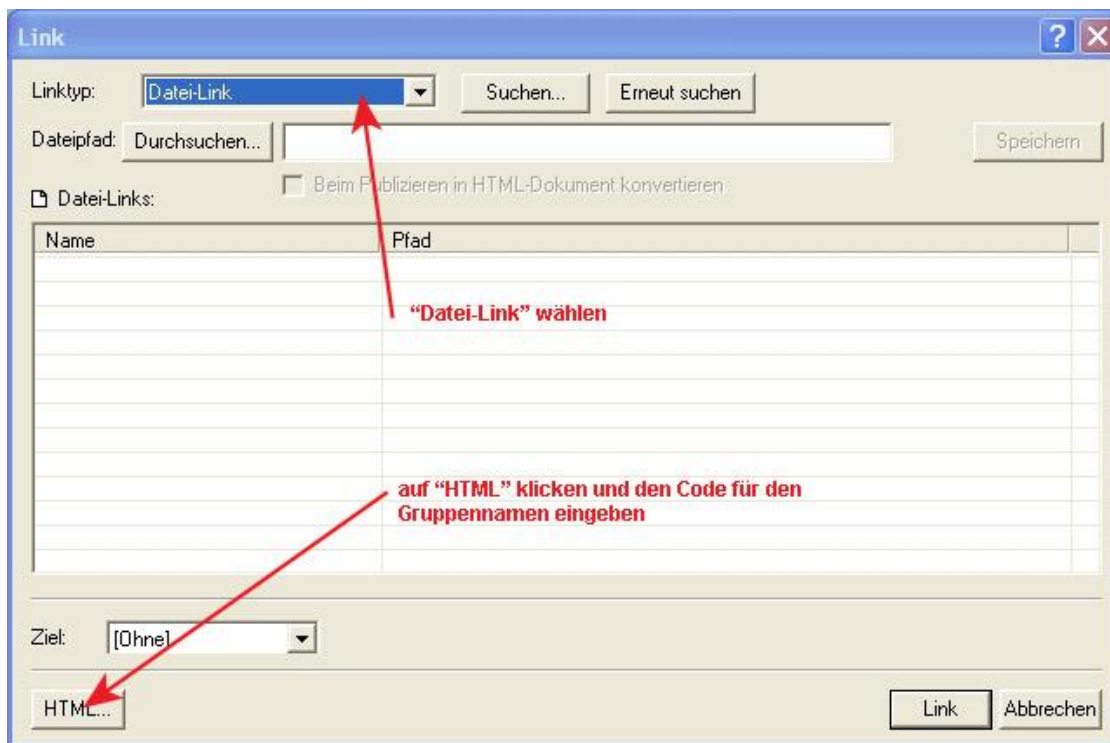 Link
Linktyp: Datei-Link Suchen... Erneut suchen
Dateipfad: Durchsuchen... Speichern
Beim Publizieren in HTML-Dokument konvertieren
Datei-Links:
Name Pfad
“Datei-Link” wählen
auf “HTML” klicken und den Code für den
Gruppennamen eingeben
Ziel: [Ohne]
HTML... Link Abbrechen